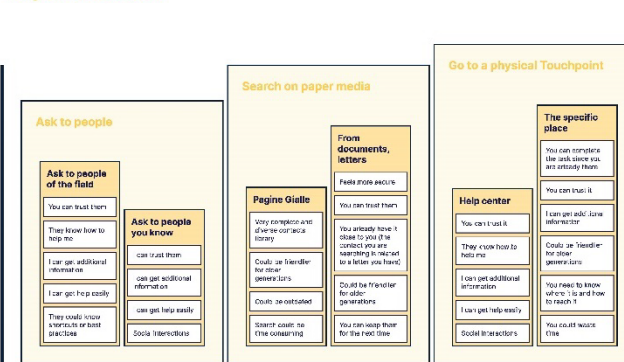 Ask to people
Ask to people
of the field
You can trust them
They know how to
help me
I can get additional
information
I can get help easily
They could know
shortcuts or best
practices
Ask to people
you know
can trust them
can get additional
can get help easily
Social Interactions
Search on paper media
Pagine Gialle
Very complete and
diverse contacts
library
Could be friendlier
for older
generations
Could be outdated
Search could be
time consuming
From
documents,
letters
Feels more secure
You can trust them
You already have it
close to you (the
contact you are
searching is related
to a letter you have)
Could be friendlier
for older
generations
You can keep them
for the next time
Go to a physical Touchpoint
Help center
You can trust it
They know how to
help me
I can get additional
information
I can get help easily
Social Interactions
The specific
place
You can complete
the task since you
are already there
You can trust it
I can get additional
information
Could be friendlier
for older
generations
You need to know
where it is and how
to reach it
You could waste
time